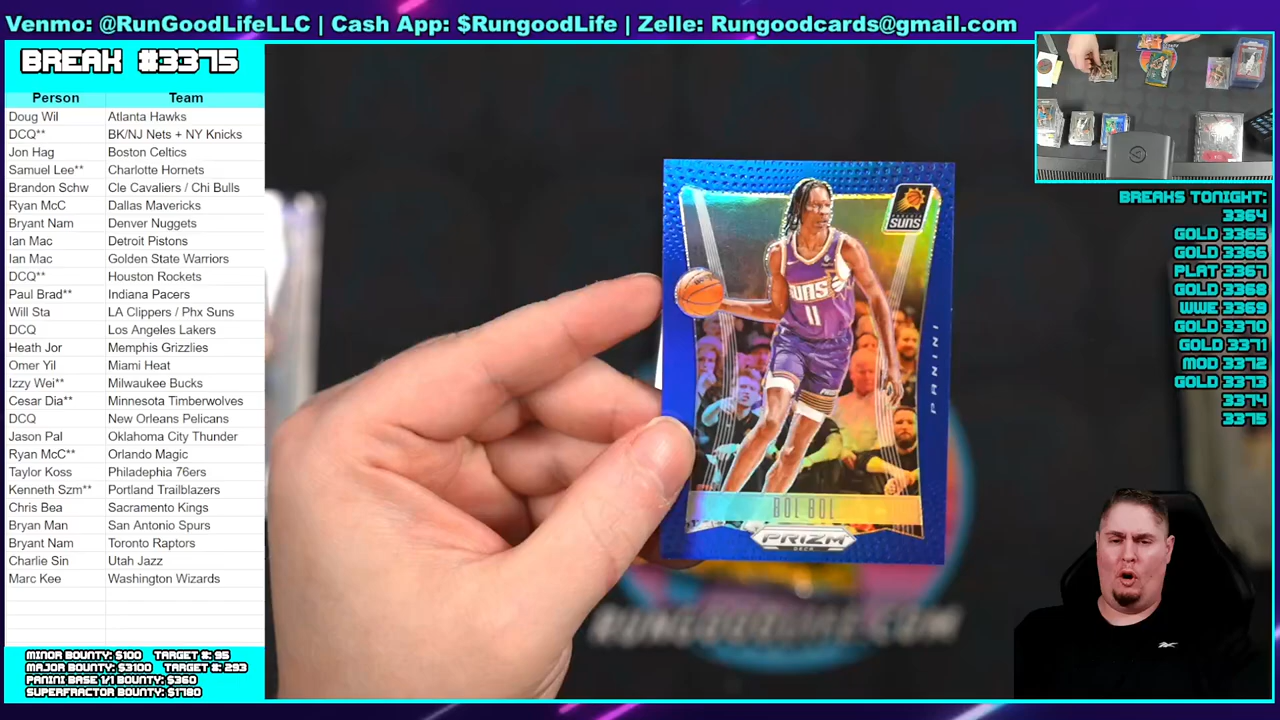 Venmo: @RunGoodLifeLLC | Cash App: $RungoodLife | Zelle: Rungoodcards@gmail.com
BREAK #3375
Person Team
Doug Wil Atlanta Hawks
DCQ** BK/NJ Nets + NY Knicks
Jon Hag Boston Celtics
Samuel Lee** Charlotte Hornets
Brandon Schw Cle Cavaliers / Chi Bulls
Ryan McC Dallas Mavericks
Bryant Nam Denver Nuggets
Ian Mac Detroit Pistons
Ian Mac Golden State Warriors
DCQ** Houston Rockets
Paul Brad** Indiana Pacers
Will Sta LA Clippers / Phx Suns
DCQ Los Angeles Lakers
Heath Jor Memphis Grizzlies
Omer Yil Miami Heat
Izzy Wei** Milwaukee Bucks
Cesar Dia** Minnesota Timberwolves
DCQ New Orleans Pelicans
Jason Pal Oklahoma City Thunder
Ryan McC** Orlando Magic
Taylor Koss Philadephia 76ers
Kenneth Szm** Portland Trailblazers
Chris Bea Sacramento Kings
Bryan Man San Antonio Spurs
Bryant Nam Toronto Raptors
Charlie Sin Utah Jazz
Marc Kee Washington Wizards
MINOR BOUNTY: $100 TARGET #: 95
MAJOR BOUNTY: $3100 TARGET #: 293
PANINI BASE 1/1 BOUNTY: $360
SUPERFRACTOR BOUNTY: $1780
PHOENIX
SUNS
SUNS
11
PANINI
BOL BOL
PRIZM
DECA
RUNGOODLIFE.COM
BREAKS TONIGHT:
3364
GOLD 3365
GOLD 3366
PLAT 3367
GOLD 3368
WWE 3369
GOLD 3370
GOLD 3371
MOD 3372
GOLD 3373
3374
3375